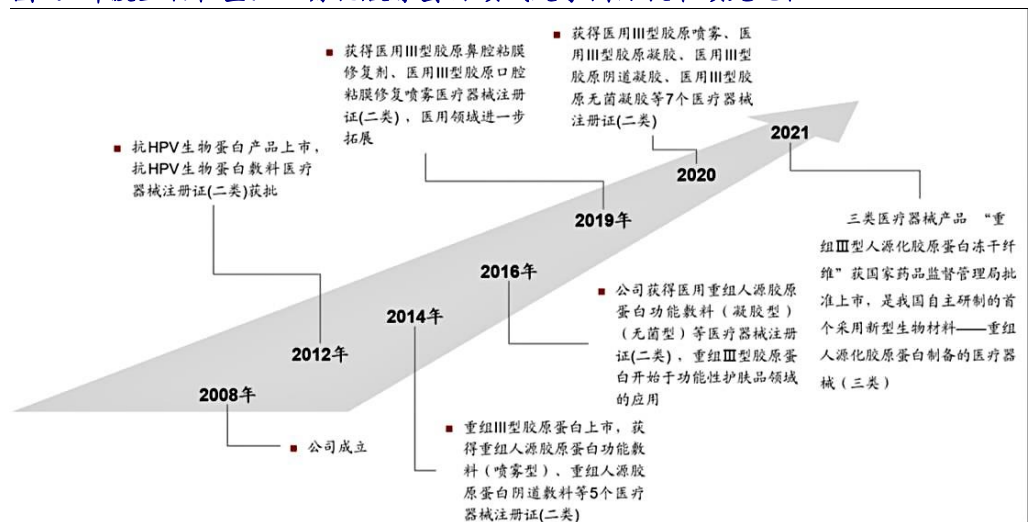 2008年
公司成立
2012年
抗HPV生物蛋白产品上市,
抗HPV生物蛋白敷料医疗
器械注册证(二类)获批
2014年
重组III型胶原蛋白上市，获
得重组人源胶原蛋白功能敷
料（喷雾型）、重组人源胶
原蛋白阴道敷料等5个医疗
器械注册证(二类)
2016年
公司获得医用重组人源胶原
蛋白功能敷料（凝胶型）
（无菌型）等医疗器械注册
证(二类)，重组Ⅲ型胶原蛋
白开始于功能性护肤品领域
的应用
2019年
获得医用III型胶原鼻腔粘膜
修复剂、医用III型胶原口腔
粘膜修复喷雾医疗器械注册
证(二类)，医用领域进一步
拓展
2020
获得医用III型胶原喷雾、医
用III型胶原凝胶、医用III型
胶原阴道凝胶、医用III型胶
原无菌凝胶等7个医疗器械
注册证(二类)
2021
三类医疗器械产品 “重
组Ⅲ型人源化胶原蛋白冻干纤
维”获国家药品监督管理局批
准上市，是我国自主研制的首
个采用新型生物材料——重组
人源化胶原蛋白制备的医疗器
械（三类）